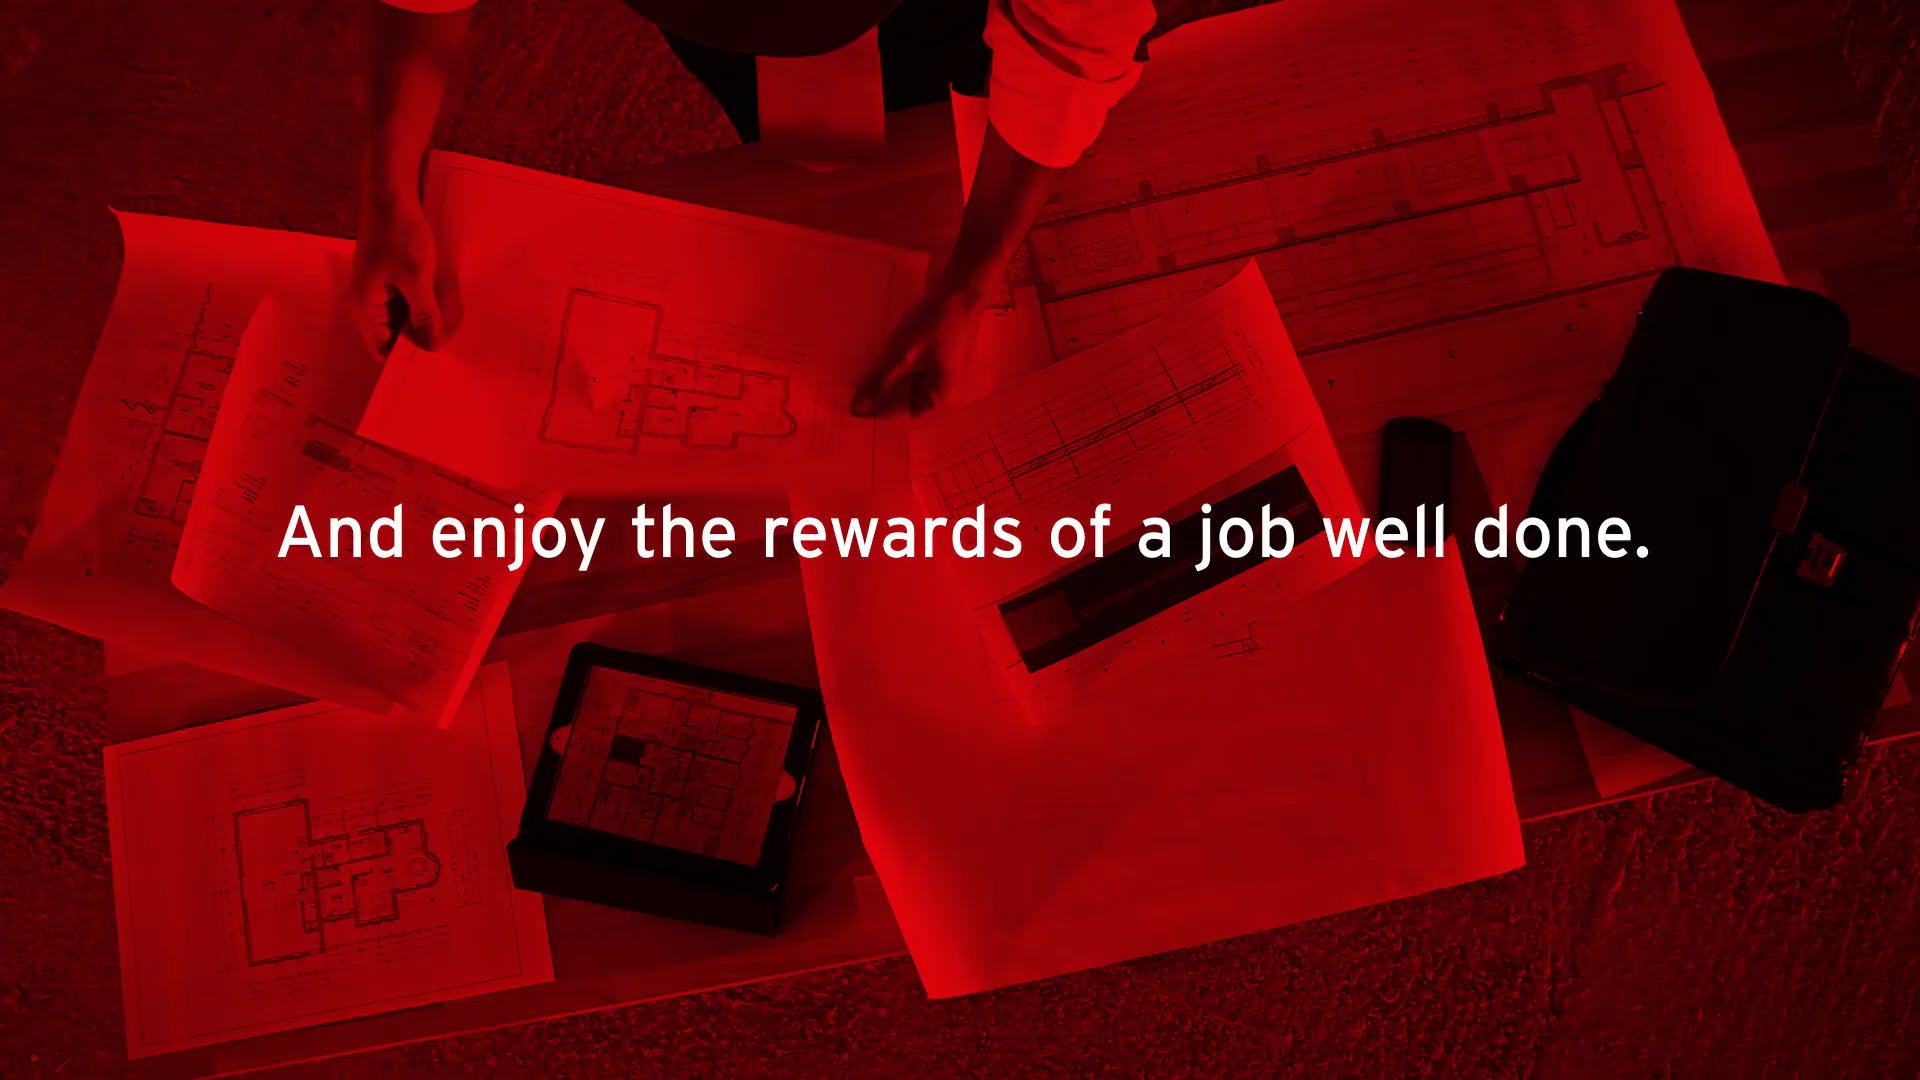 And enjoy the rewards of a job well done.